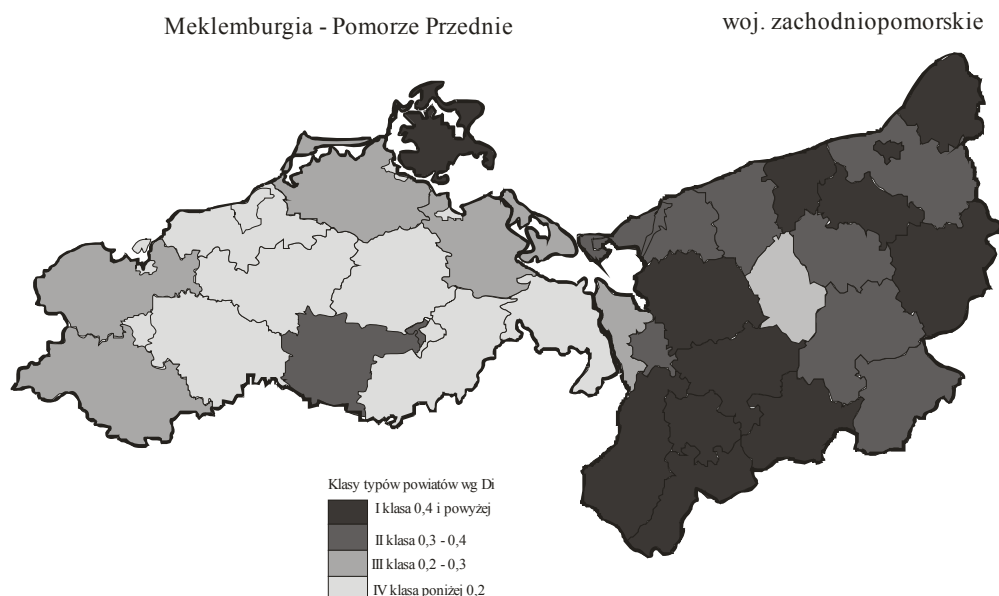 Meklemburgia - Pomorze Przednie
woj. zachodniopomorskie
Klasy typów powiatów wg Di
I klasa 0,4 i powyżej
II klasa 0,3 - 0,4
III klasa 0,2 - 0,3
IV klasa poniżej 0,2